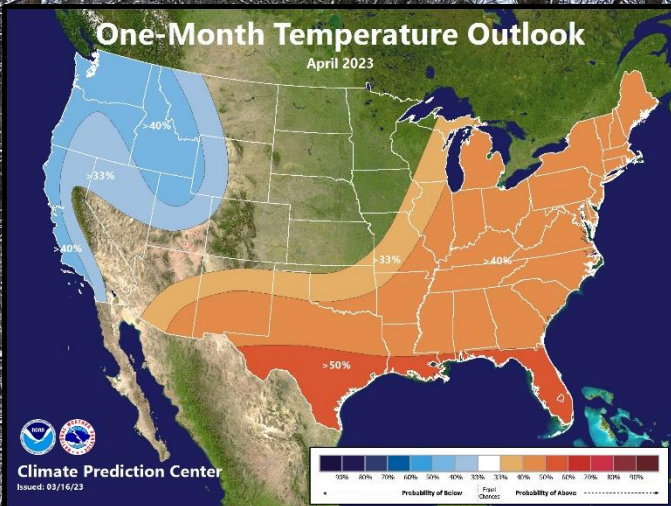 One-Month Temperature Outlook
April 2023
>40%
>33%
>40%
>33%
>40%
>50%
Climate Prediction Center
Issued: 03/16/23
90% 80% 70% 60% 50% 40% 33% 33% 40% 50% 60% 70% 80% 90%
Probability of Below Equal Chances Probability of Above